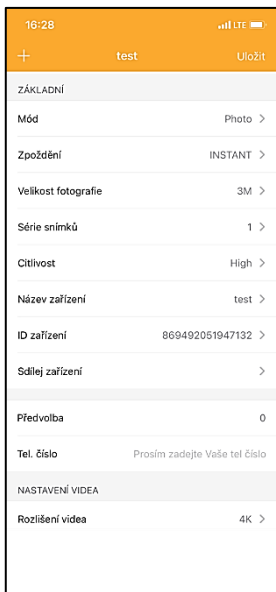 16:28 LTE
+ test Uložit
ZÁKLADNÍ
Mód Photo >
Zpoždění INSTANT >
Velikost fotografie 3M >
Série snímků 1 >
Citlivost High >
Název zařízení test >
ID zařízení 869492051947132 >
Sdílej zařízení >
Předvolba 0
Tel. číslo Prosím zadejte Vaše tel číslo
NASTAVENÍ VIDEA
Rozlišení videa 4K >